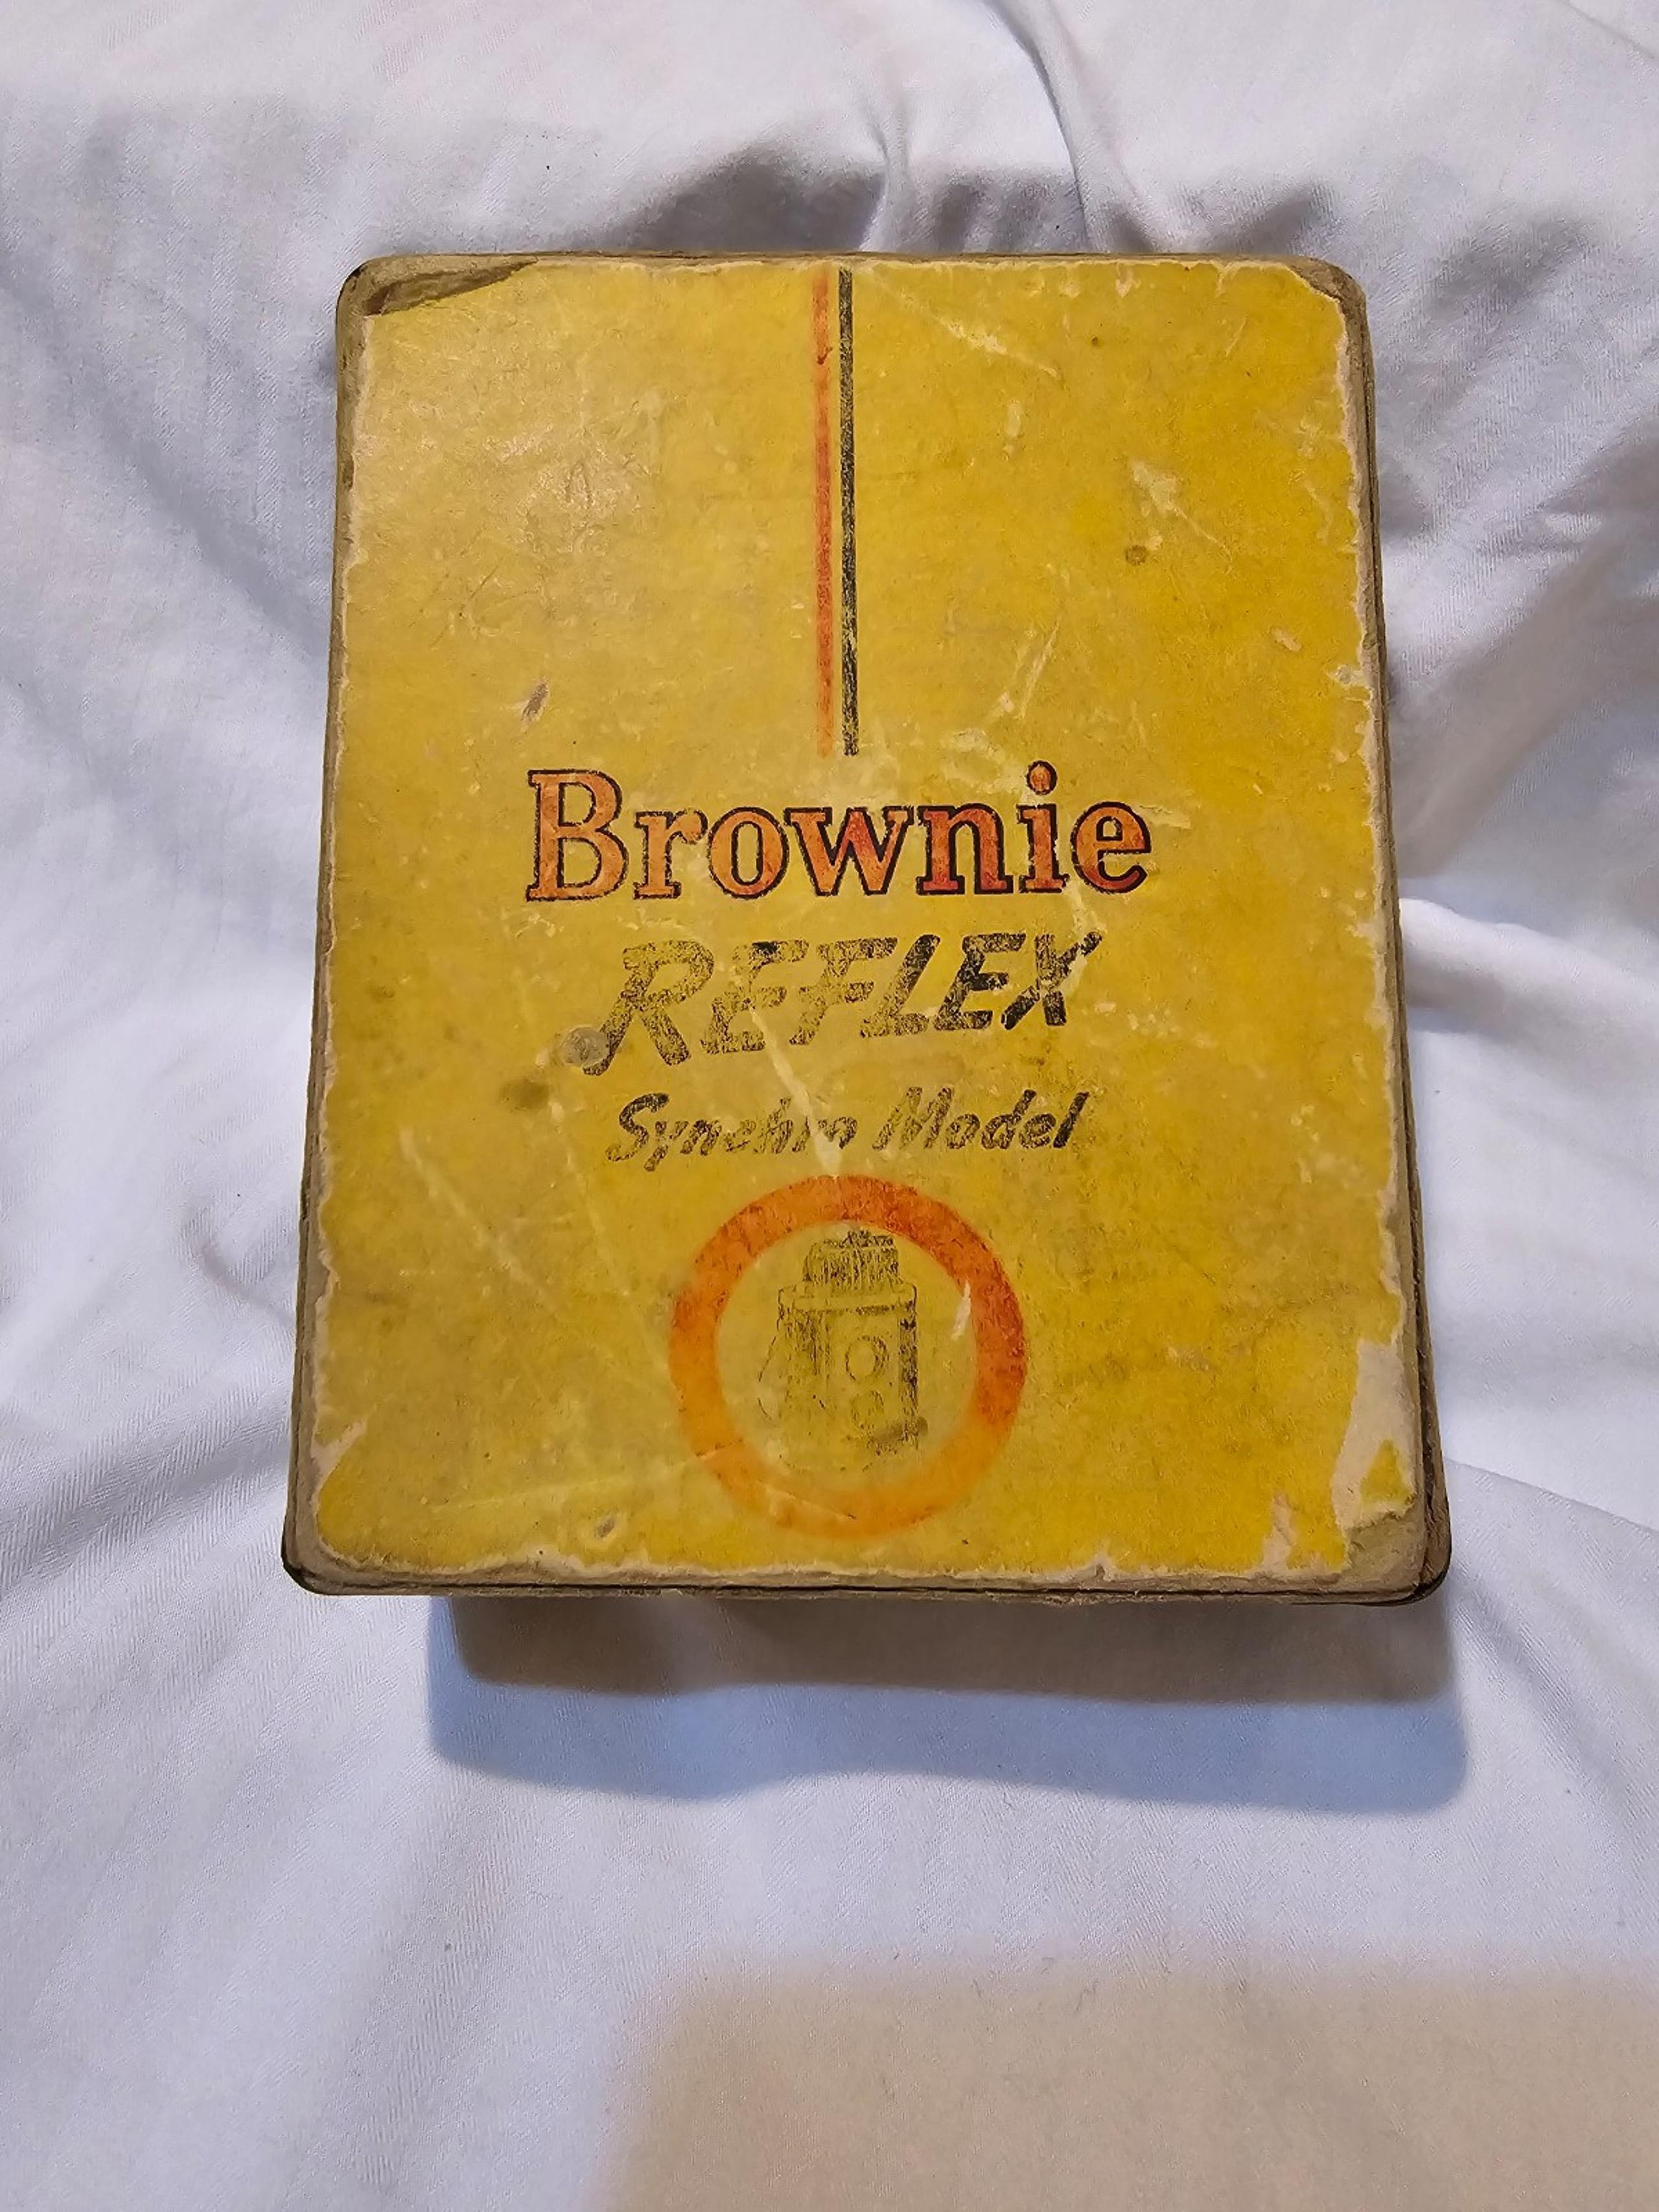 Brownie
REFLEX
Synchro Model